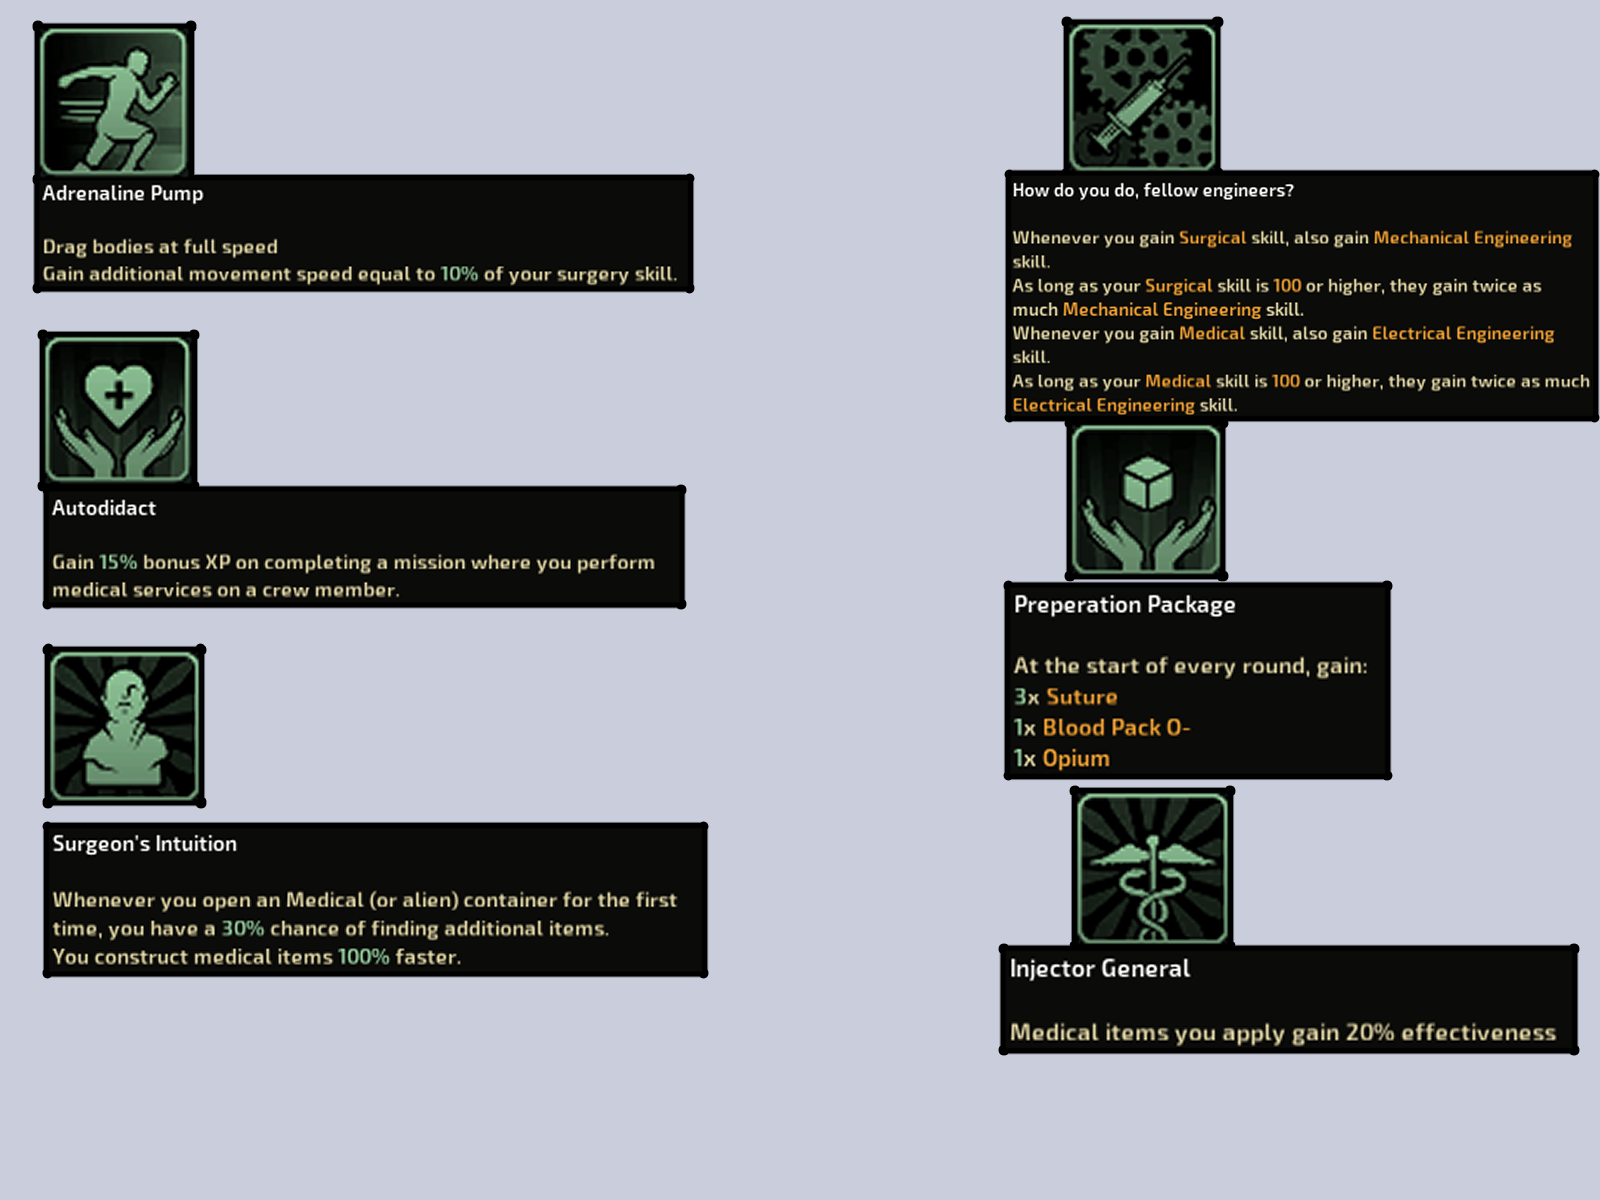 Adrenaline Pump
Drag bodies at full speed
Gain additional movement speed equal to 10% of your surgery skill.
Autodidact
Gain 15% bonus XP on completing a mission where you perform
medical services on a crew member.
Surgeon's Intuition
Whenever you open an Medical (or alien) container for the first
time, you have a 30% chance of finding additional items.
You construct medical items 100% faster.
How do you do, fellow engineers?
Whenever you gain Surgical skill, also gain Mechanical Engineering
skill.
As long as your Surgical skill is 100 or higher, they gain twice as
much Mechanical Engineering skill.
Whenever you gain Medical skill, also gain Electrical Engineering
skill.
As long as your Medical skill is 100 or higher, they gain twice as much
Electrical Engineering skill.
Preperation Package
At the start of every round, gain:
3x Suture
1x Blood Pack O-
1x Opium
Injector General
Medical items you apply gain 20% effectiveness